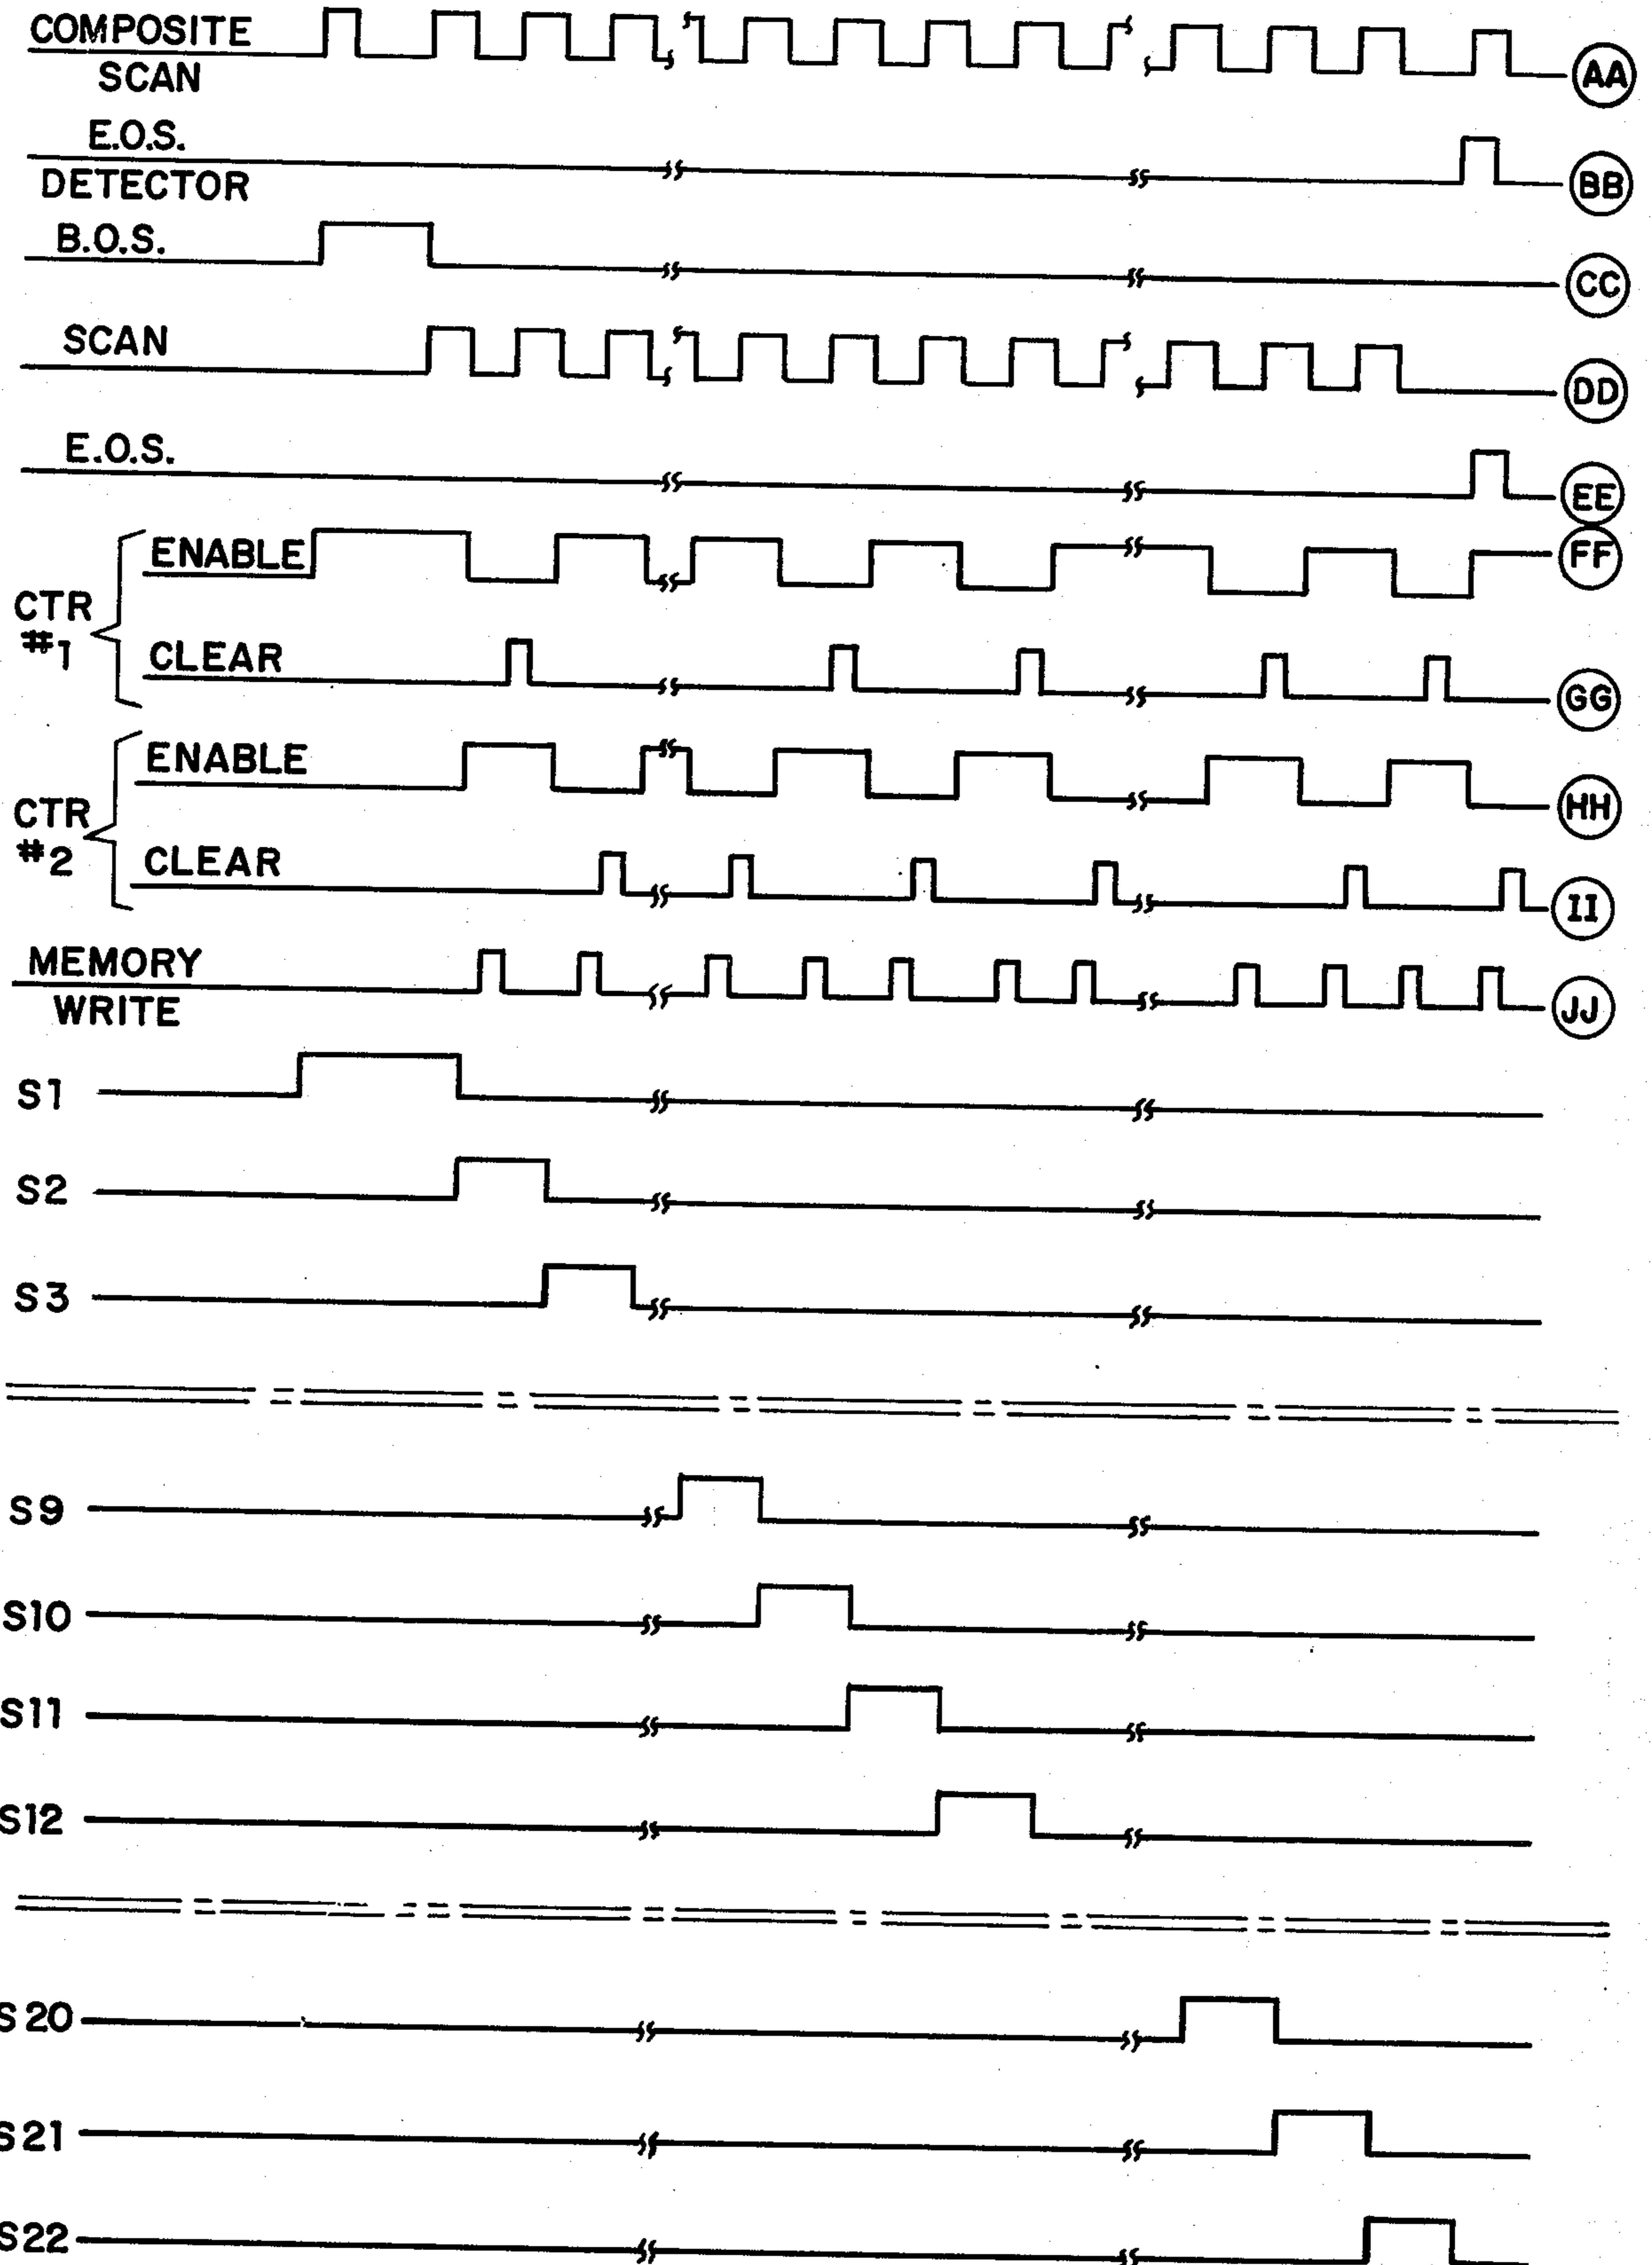 COMPOSITE
SCAN
AA
E.O.S.
DETECTOR
BB
B.O.S.
CC
SCAN
DD
E.O.S.
EE
CTR
#1
ENABLE
FF
CLEAR
GG
CTR
#2
ENABLE
HH
CLEAR
II
MEMORY
WRITE
JJ
S1
S2
S3
S9
S10
S11
S12
S20
S21
S22